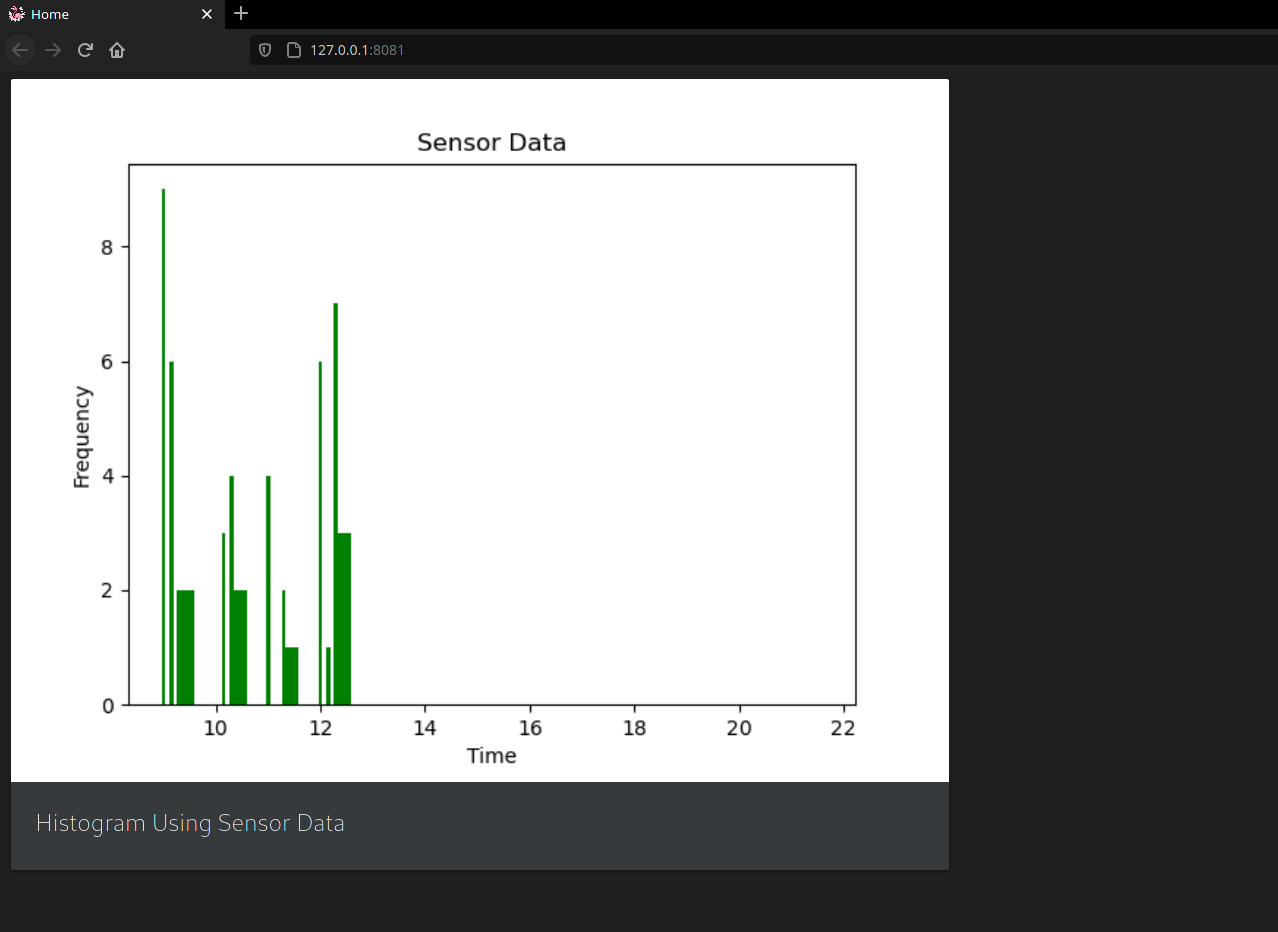 Home
127.0.0.1:8081
Sensor Data
8
6
4
2
0
Frequency
10 12 14 16 18 20 22
Time
Histogram Using Sensor Data